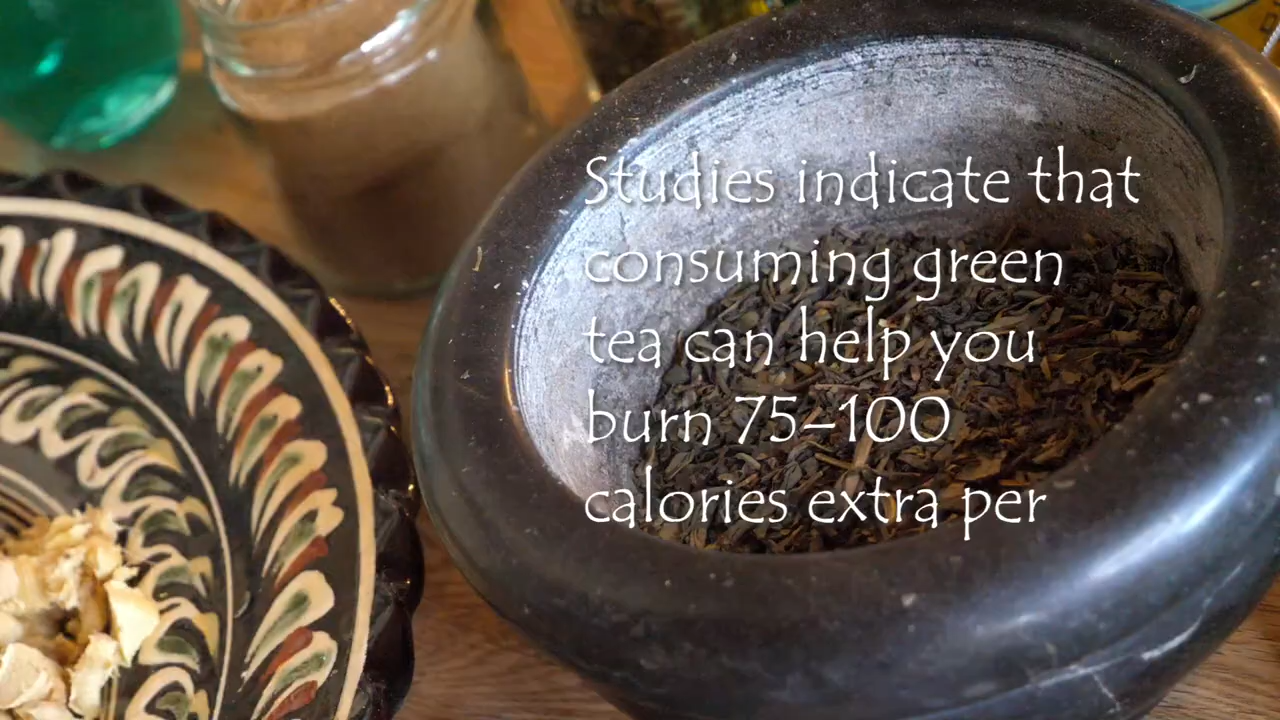 Studies indicate that
consuming green
tea can help you
burn 75–100
calories extra per